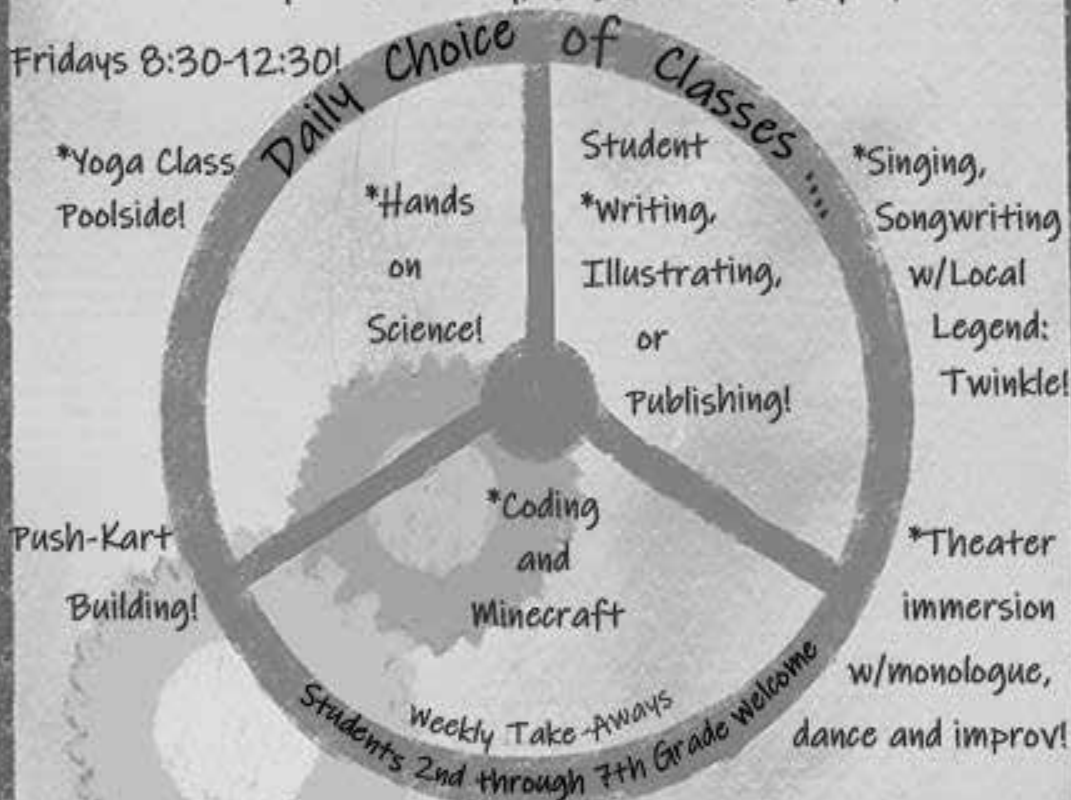 Fridays 8:30-12:30!
Daily Choice of Classes ....
*Yoga Class
Poolside!
*Hands
on
Science!
Student
*Writing,
Illustrating,
or
Publishing!
*Singing,
Songwriting
w/Local
Legend:
Twinkle!
Push-Kart
Building!
*Coding
and
Minecraft
*Theater
immersion
w/monologue,
dance and improv!
Weekly Take-Aways
Students 2nd through 7th Grade welcome